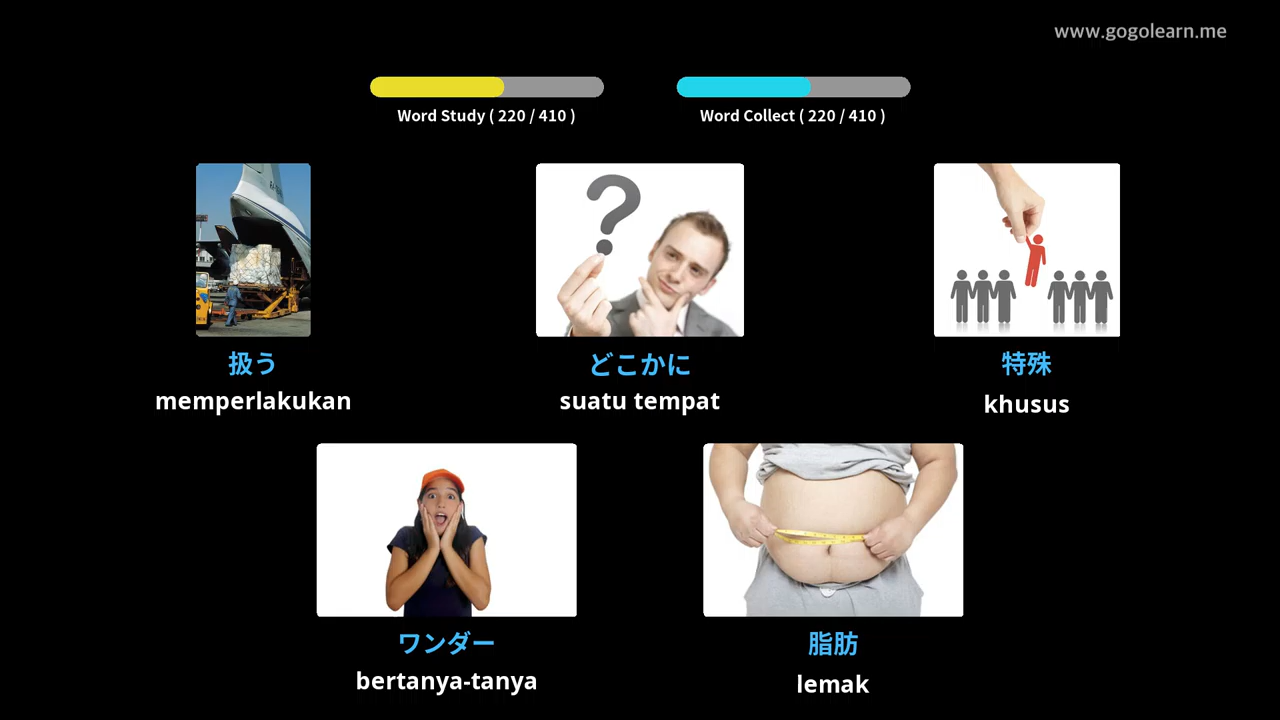 www.gogolearn.me
Word Study ( 220 / 410 )
Word Collect ( 220 / 410 )
扱う
memperlakukan
どこかに
suatu tempat
特殊
khusus
ワンダー
bertanya-tanya
脂肪
lemak